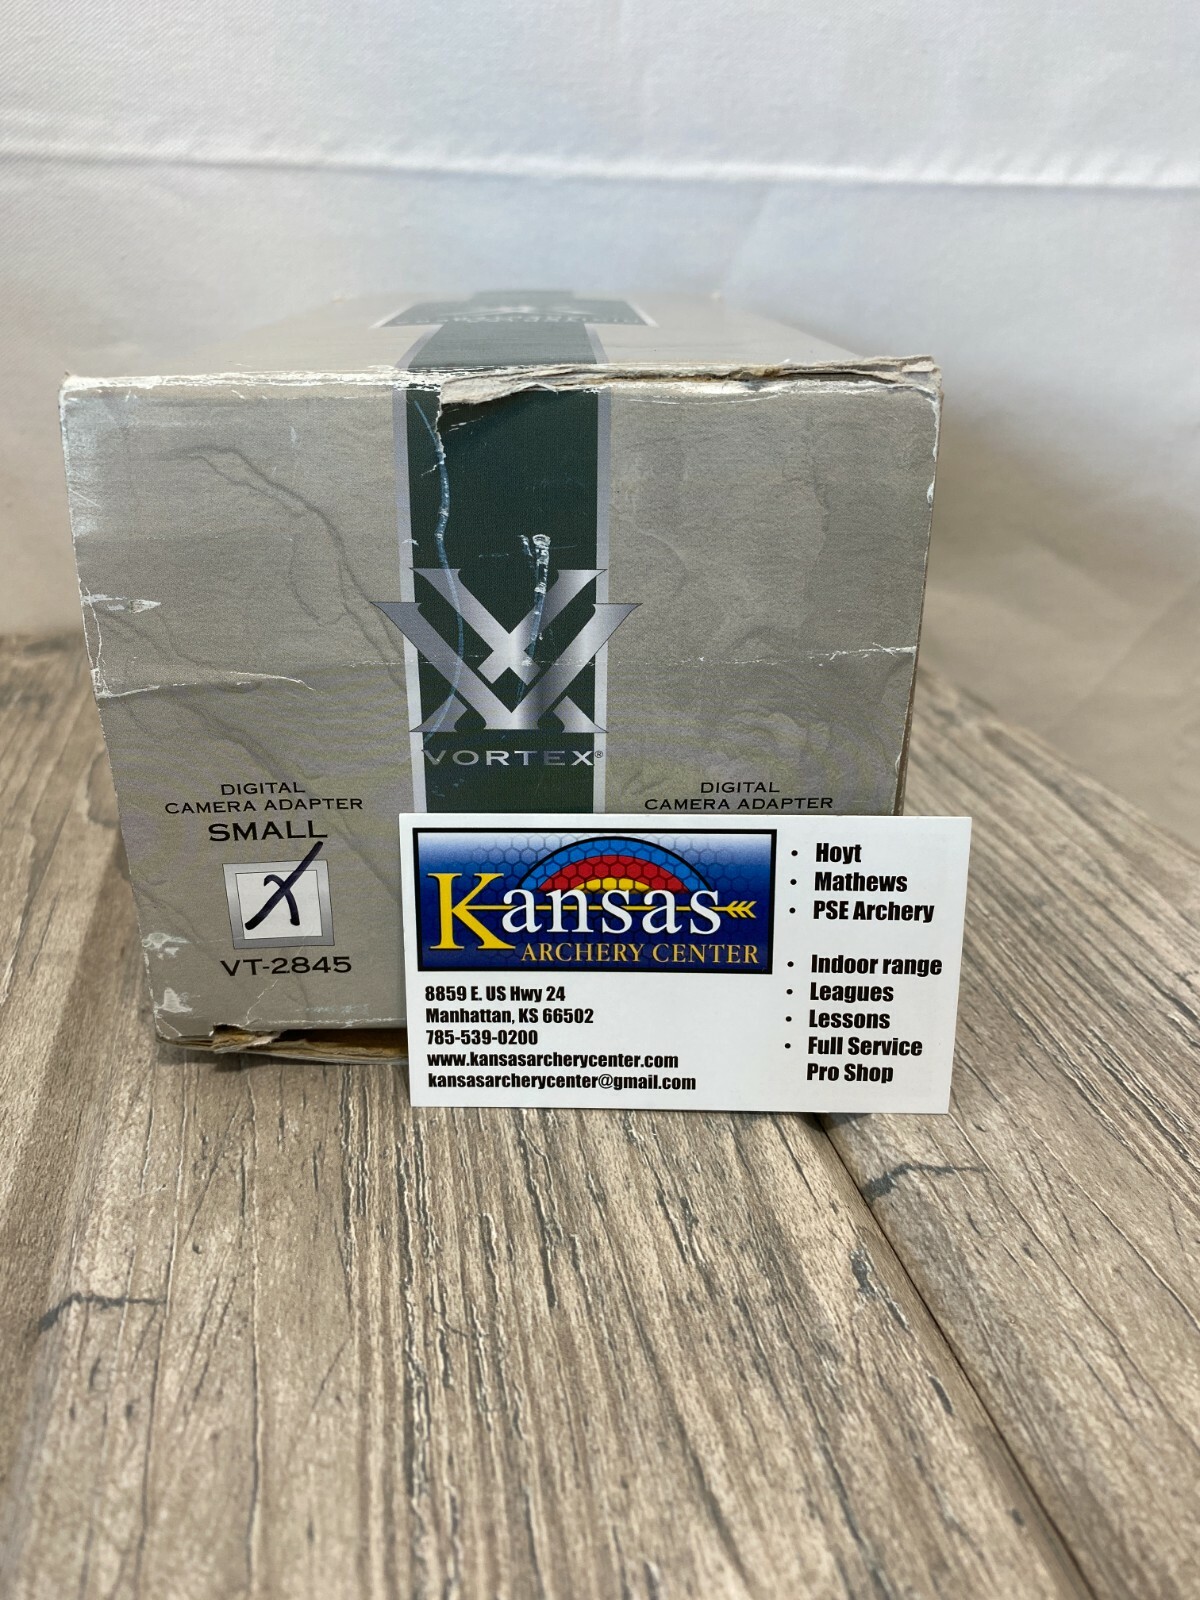 VORTEX®
DIGITAL
CAMERA ADAPTER
SMALL
X
VT-2845
DIGITAL
CAMERA ADAPTER
Kansas
ARCHERY CENTER
8859 E. US Hwy 24
Manhattan, KS 66502
785-539-0200
www.kansasarcherycenter.com
kansasarcherycenter@gmail.com
• Hoyt
• Mathews
• PSE Archery
• Indoor range
• Leagues
• Lessons
• Full Service
Pro Shop